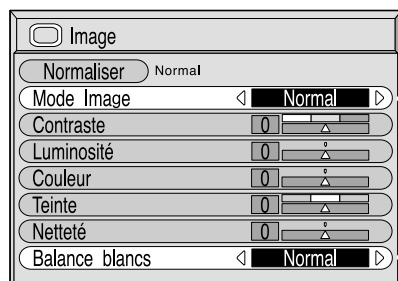 Image
Normaliser Normal
Mode Image Normal
Contraste 0
Luminosité 0
Couleur 0
Teinte 0
Netteté 0
Balance blancs Normal